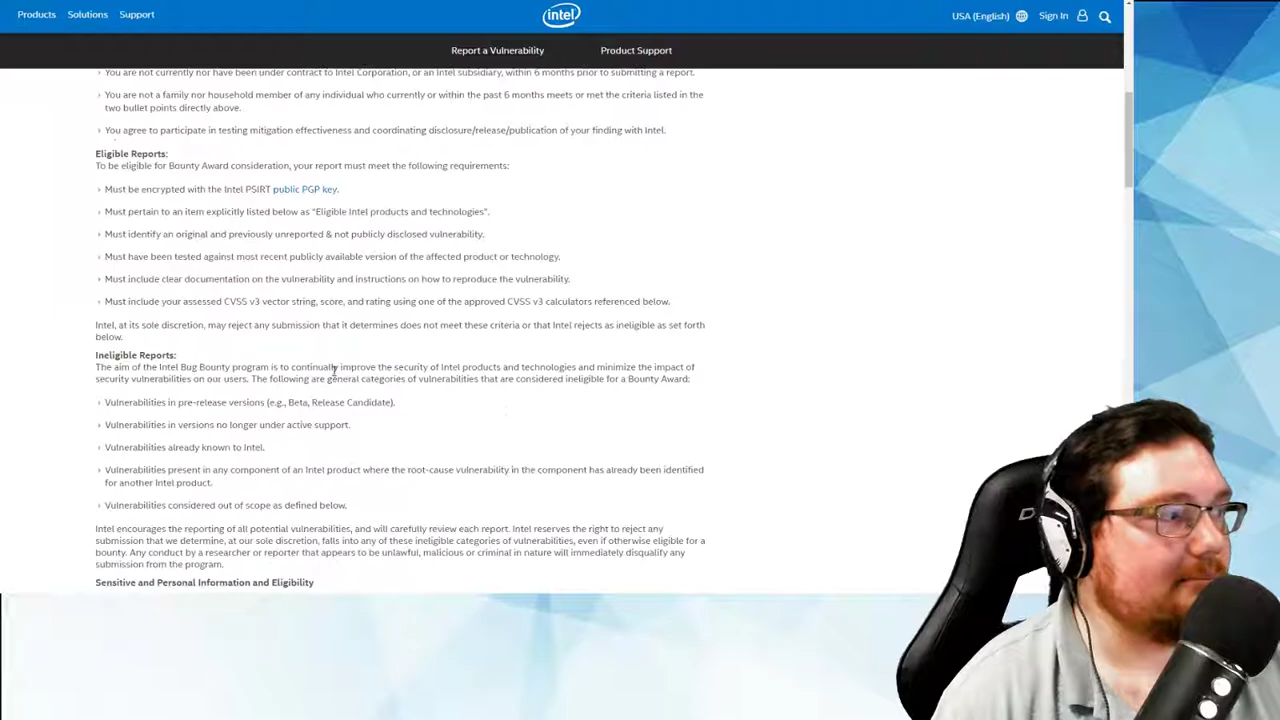 Products Solutions Support intel USA (English) Sign In
Report a Vulnerability Product Support
› You are not currently nor have been under contract to Intel Corporation, or an Intel subsidiary, within 6 months prior to submitting a report.
› You are not a family nor household member of any individual who currently or within the past 6 months meets or met the criteria listed in the
two bullet points directly above.
› You agree to participate in testing mitigation effectiveness and coordinating disclosure/release/publication of your finding with Intel.
Eligible Reports:
To be eligible for Bounty Award consideration, your report must meet the following requirements:
› Must be encrypted with the Intel PSIRT public PGP key.
› Must pertain to an item explicitly listed below as “Eligible Intel products and technologies”.
› Must identify an original and previously unreported & not publicly disclosed vulnerability.
› Must have been tested against most recent publicly available version of the affected product or technology.
› Must include clear documentation on the vulnerability and instructions on how to reproduce the vulnerability.
› Must include your assessed CVSS v3 vector string, score, and rating using one of the approved CVSS v3 calculators referenced below.
Intel, at its sole discretion, may reject any submission that it determines does not meet these criteria or that Intel rejects as ineligible as set forth
below.
Ineligible Reports:
The aim of the Intel Bug Bounty program is to continually improve the security of Intel products and technologies and minimize the impact of
security vulnerabilities on our users. The following are general categories of vulnerabilities that are considered ineligible for a Bounty Award:
› Vulnerabilities in pre-release versions (e.g., Beta, Release Candidate).
› Vulnerabilities in versions no longer under active support.
› Vulnerabilities already known to Intel.
› Vulnerabilities present in any component of an Intel product where the root-cause vulnerability in the component has already been identified
for another Intel product.
› Vulnerabilities considered out of scope as defined below.
Intel encourages the reporting of all potential vulnerabilities, and will carefully review each report. Intel reserves the right to reject any
submission that we determine, at our sole discretion, falls into any of these ineligible categories of vulnerabilities, even if otherwise eligible for a
bounty. Any conduct by a researcher or reporter that appears to be unlawful, malicious or criminal in nature will immediately disqualify any
submission from the program.
Sensitive and Personal Information and Eligibility